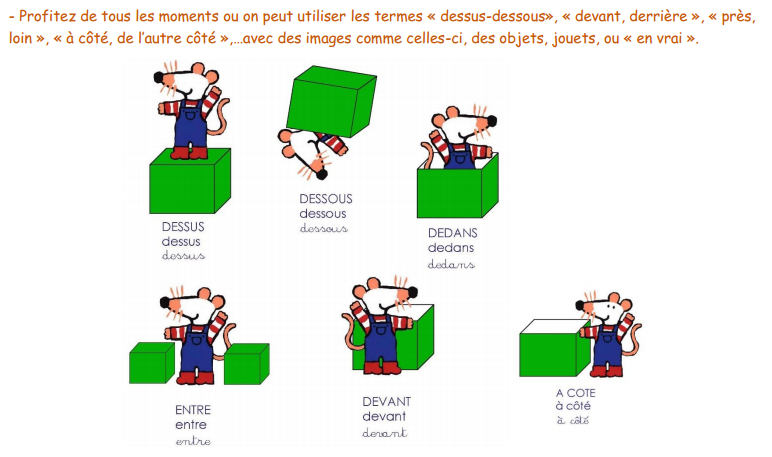 - Profitez de tous les moments ou on peut utiliser les termes « dessus-dessous», « devant, derrière », « près,
loin », « à côté, de l'autre côté »,...avec des images comme celles-ci, des objets, jouets, ou « en vrai ».
DESSUS
dessus
dessus
DESSOUS
dessous
dessous
DEDANS
dedans
dedans
ENTRE
entre
entre
DEVANT
devant
devant
A COTE
à côté
à côté